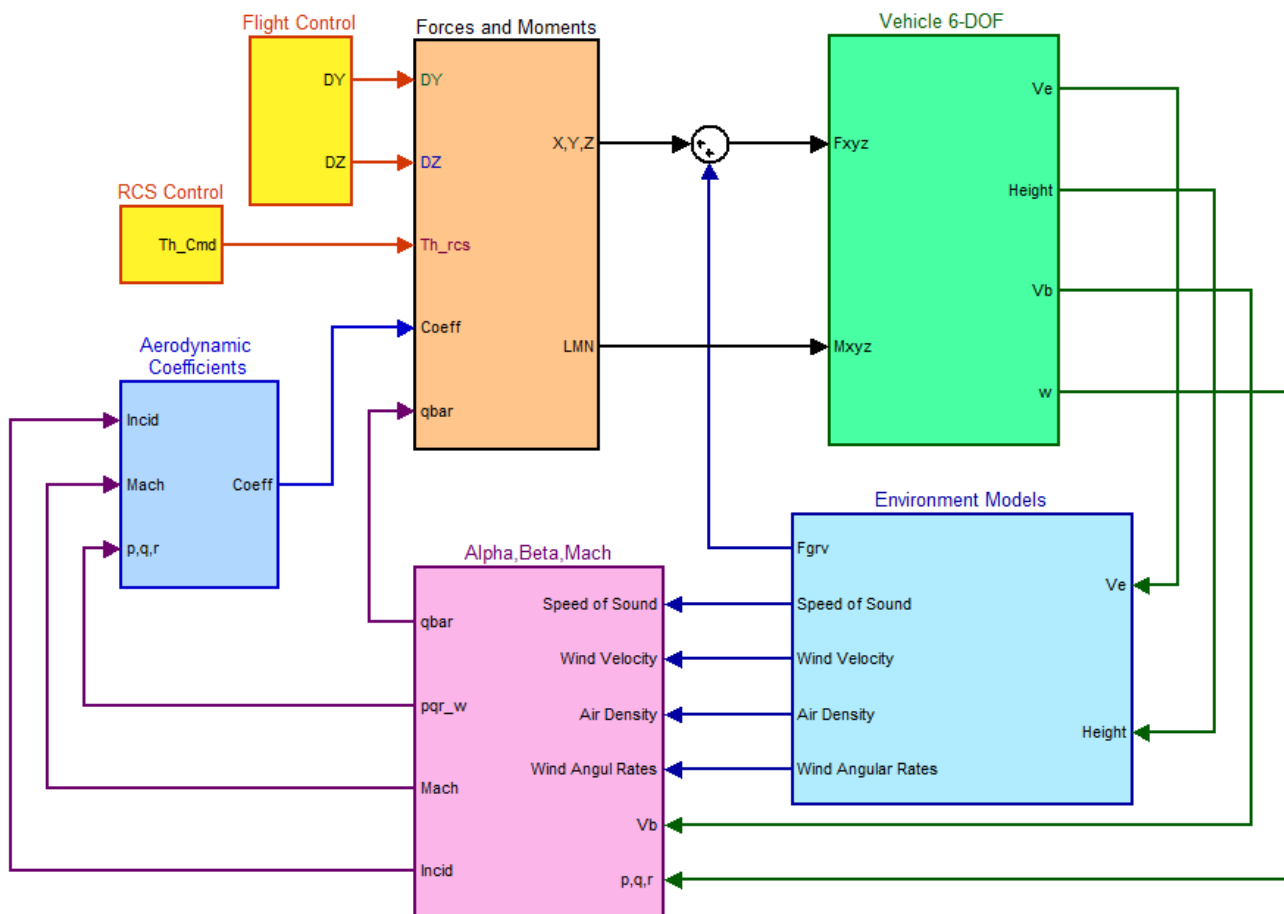 Flight Control
DY
DZ
RCS Control
Th_Cmd
Forces and Moments
DY
DZ
Th_rcs
Coeff
qbar
X,Y,Z
LMN
Vehicle 6-DOF
Fxyz
Mxyz
Ve
Height
Vb
w
Aerodynamic
Coefficients
Incid
Mach
p,q,r
Coeff
Alpha,Beta,Mach
qbar
pqr_w
Mach
Incid
Speed of Sound
Wind Velocity
Air Density
Wind Angul Rates
Vb
p,q,r
Environment Models
Fgrv
Speed of Sound
Wind Velocity
Air Density
Wind Angular Rates
Ve
Height